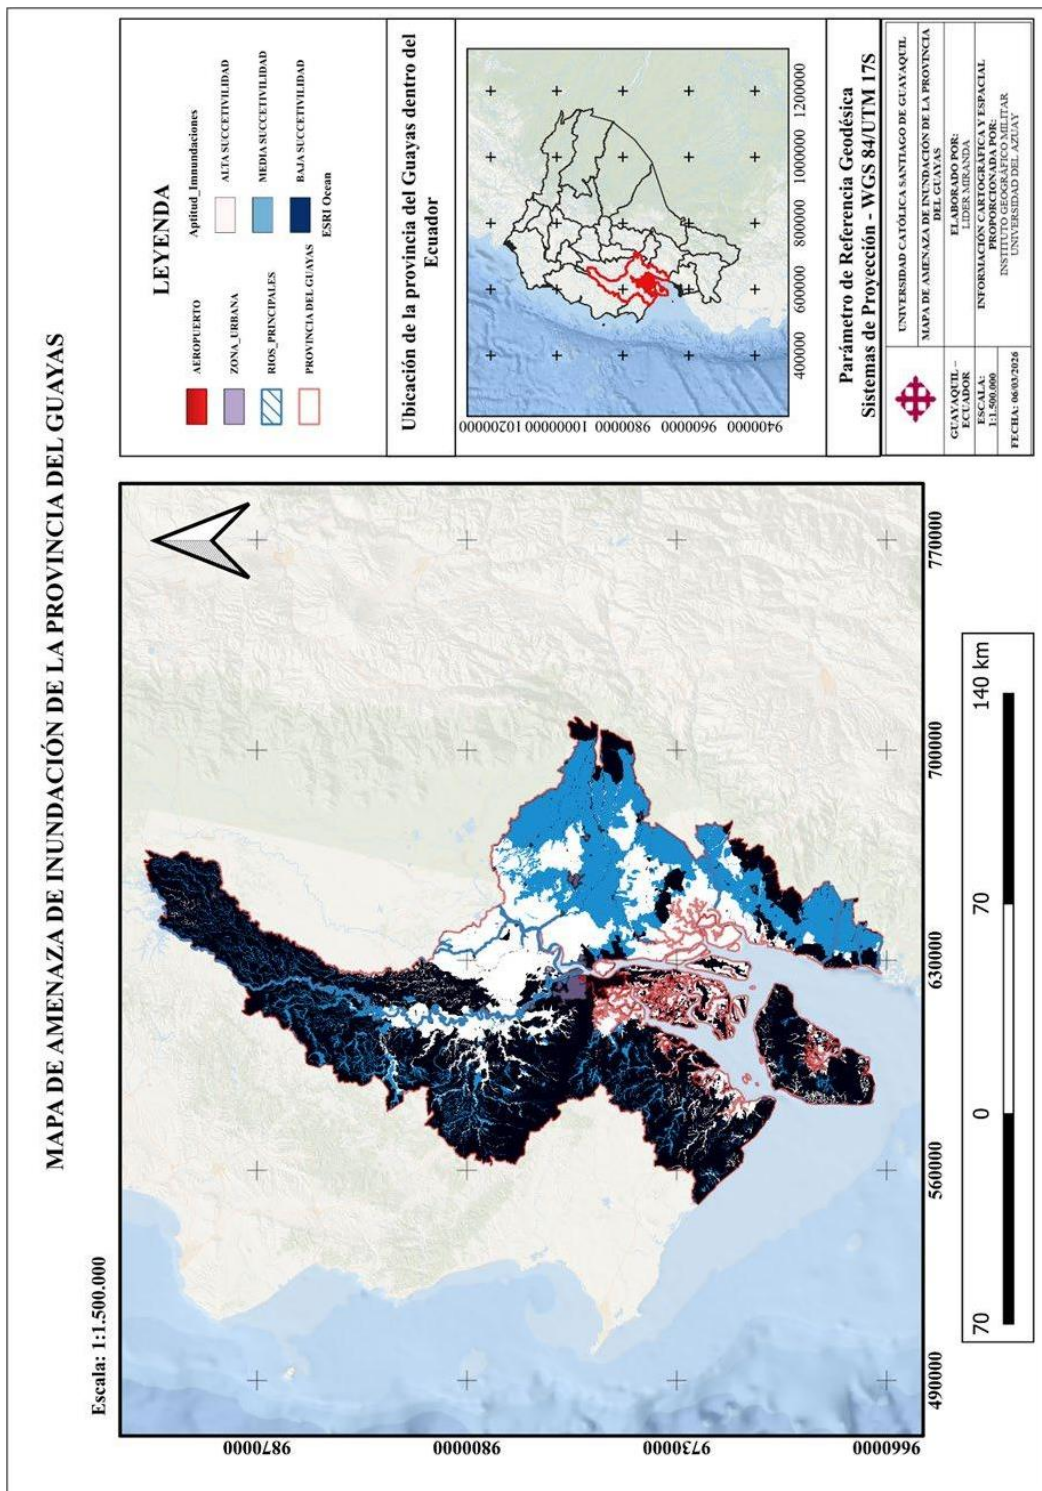 MAPA DE AMENAZA DE INUNDACIÓN DE LA PROVINCIA DEL GUAYAS
Escala: 1:1.500.000
9870000
9800000
9730000
9660000
490000
560000
630000
700000
770000
70
0
70
140 km
LEYENDA
AEROPUERTO
ZONA_URBANA
RIOS_PRINCIPALES
PROVINCIA DEL GUAYAS
Aptitud_Imnundaciones
ALTA SUCCETIVILIDAD
MEDIA SUCCETIVILIDAD
BAJA SUCCETIVILIDAD
ESRI Ocean
Ubicación de la provincia del Guayas dentro del
Ecuador
10200000
10000000
9800000
9600000
9400000
400000
600000
800000
1000000
1200000
Parámetro de Referencia Geodésica
Sistemas de Proyección - WGS 84/UTM 17S
UNIVERSIDAD CATÓLICA SANTIAGO DE GUAYAQUIL
MAPA DE AMENAZA DE INUNDACIÓN DE LA PROVINCIA
DEL GUAYAS
GUAYAQUIL –
ECUADOR
ELABORADO POR:
LIDER MIRANDA
ESCALA:
1:1.500.000
INFORMACIÓN CARTOGRÁFICA Y ESPACIAL
PROPORCIONADA POR:
INSTITUTO GEOGRÁFICO MILITAR
UNIVERSIDAD DEL AZUAY
FECHA: 06/03/2026